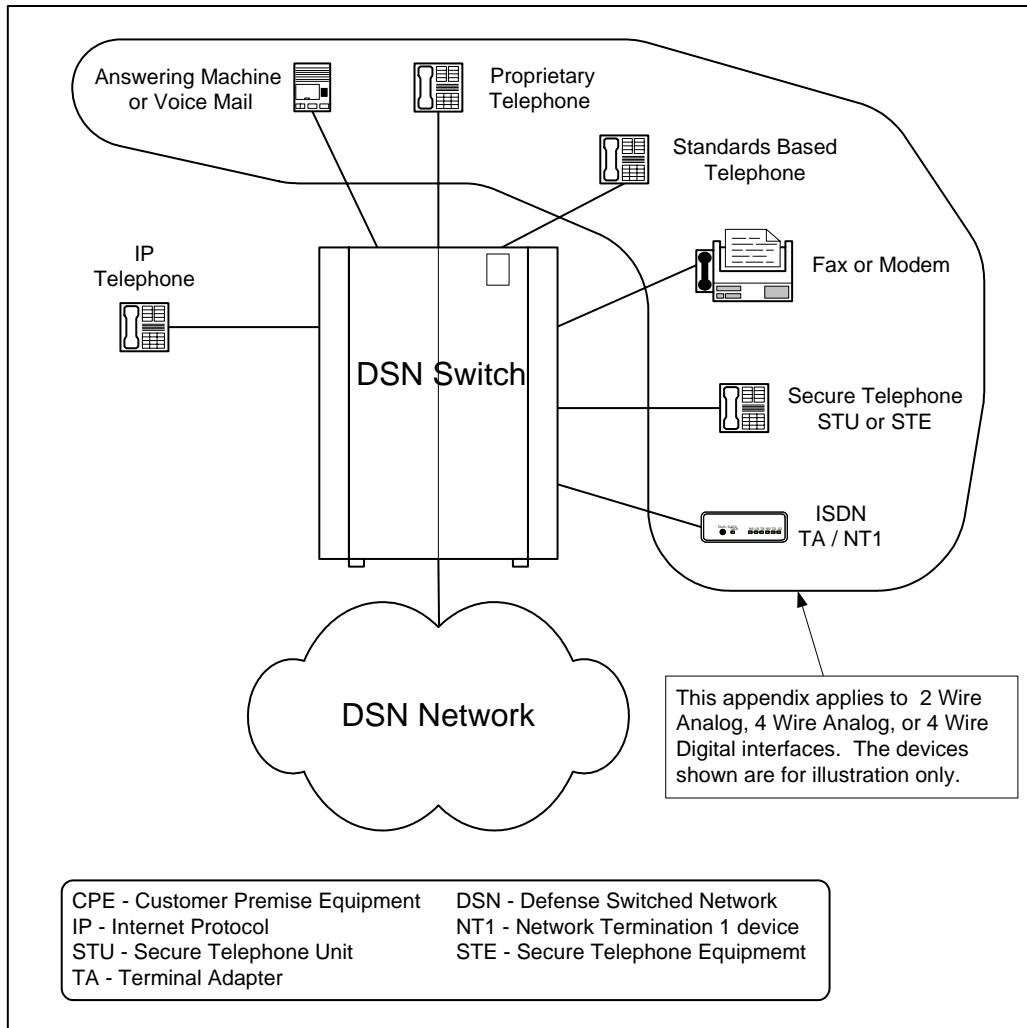 Answering Machine
or Voice Mail
Proprietary
Telephone
Standards Based
Telephone
IP
Telephone
Fax or Modem
DSN Switch
Secure Telephone
STU or STE
ISDN
TA / NT1
DSN Network
This appendix applies to 2 Wire
Analog, 4 Wire Analog, or 4 Wire
Digital interfaces. The devices
shown are for illustration only.
CPE - Customer Premise Equipment
IP - Internet Protocol
STU - Secure Telephone Unit
TA - Terminal Adapter
DSN - Defense Switched Network
NT1 - Network Termination 1 device
STE - Secure Telephone Equipmemt